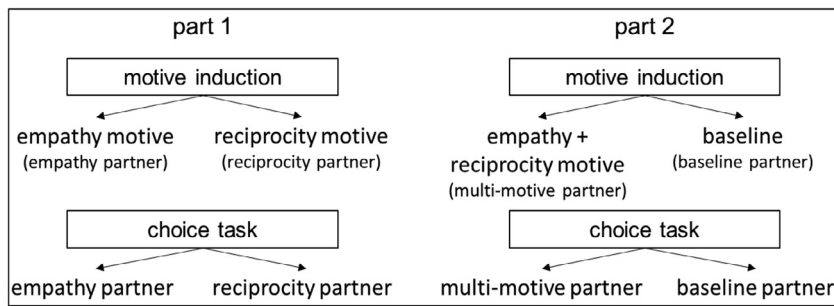 part 1
motive induction
empathy motive
(empathy partner)
reciprocity motive
(reciprocity partner)
choice task
empathy partner
reciprocity partner
part 2
motive induction
empathy +
reciprocity motive
(multi-motive partner)
baseline
(baseline partner)
choice task
multi-motive partner
baseline partner